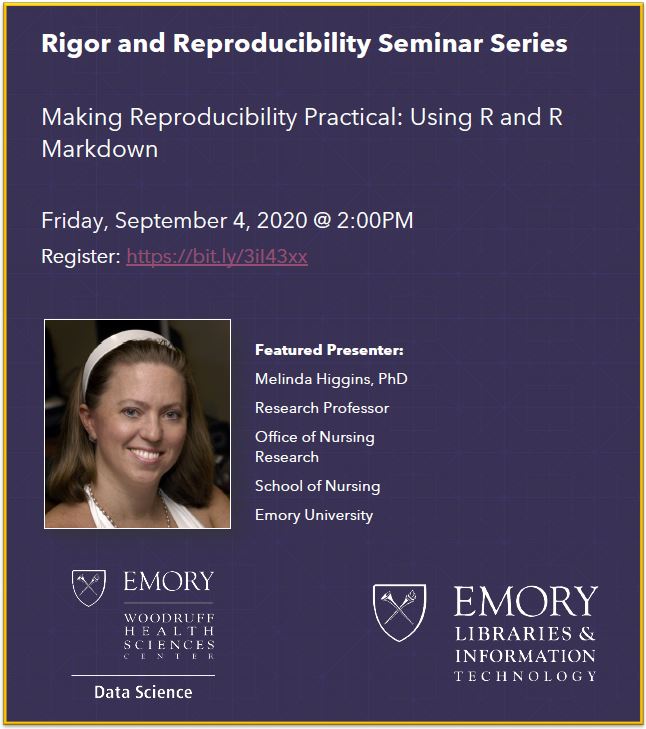 Rigor and Reproducibility Seminar Series
Making Reproducibility Practical: Using R and R
Markdown
Friday, September 4, 2020 @ 2:00PM
Register: https://bit.ly/3iI43xx
Featured Presenter:
Melinda Higgins, PhD
Research Professor
Office of Nursing
Research
School of Nursing
Emory University
EMORY
WOODRUFF
HEALTH
SCIENCES
CENTER
Data Science
EMORY
LIBRARIES &
INFORMATION
TECHNOLOGY